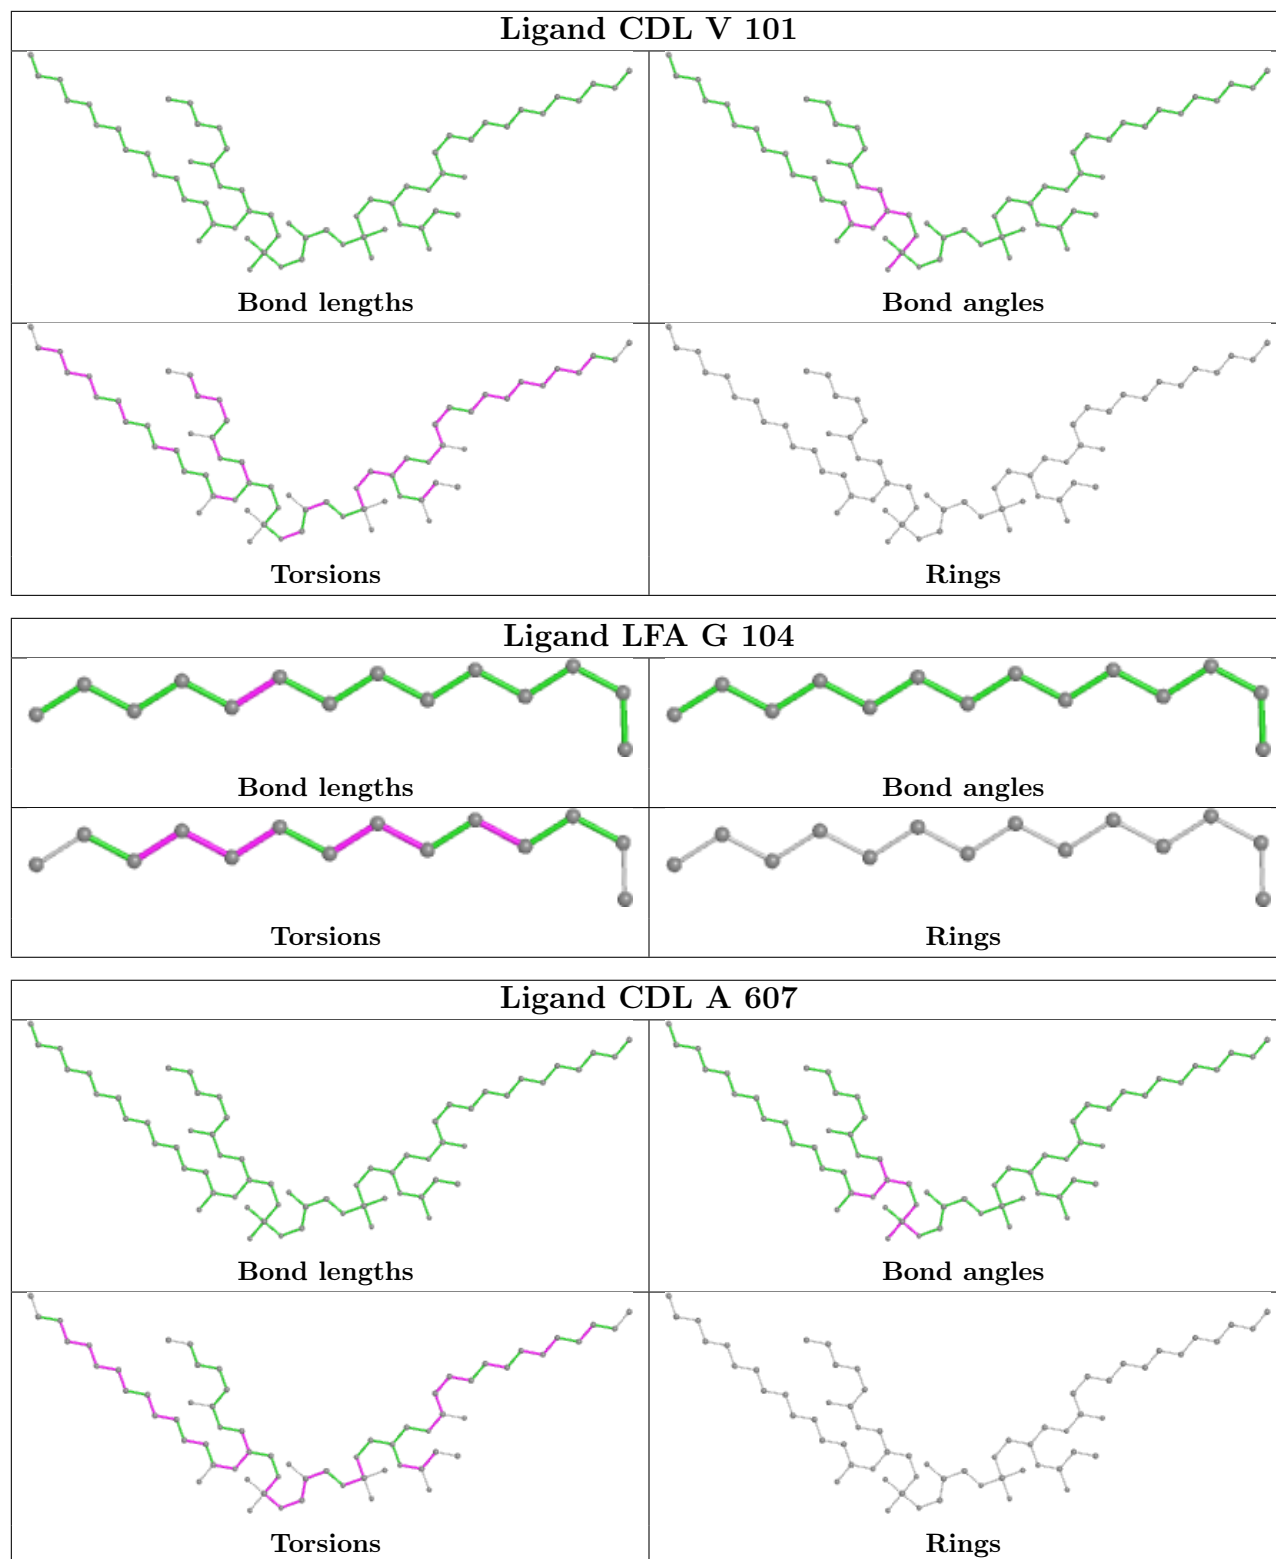 Ligand CDL V 101
Bond lengths
Bond angles
Torsions
Rings
Ligand LFA G 104
Bond lengths
Bond angles
Torsions
Rings
Ligand CDL A 607
Bond lengths
Bond angles
Torsions
Rings